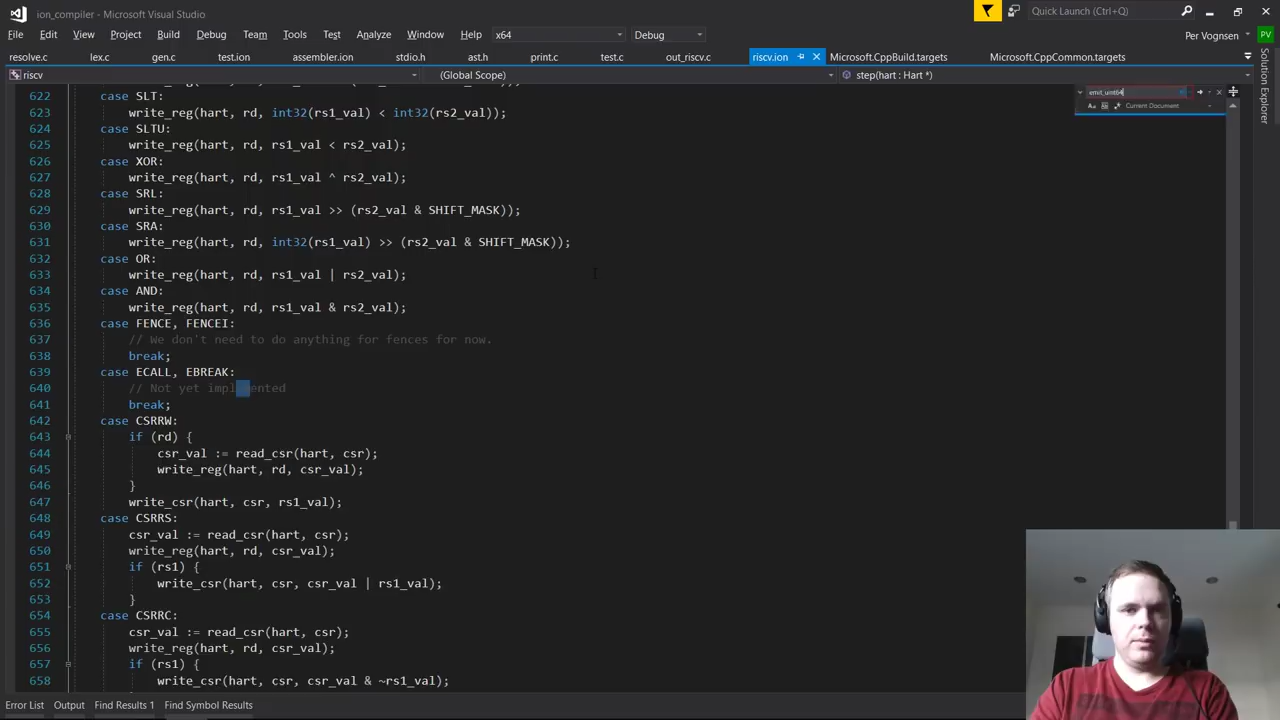 ion_compiler - Microsoft Visual Studio
Quick Launch (Ctrl+Q)
File Edit View Project Build Debug Team Tools Test Analyze Window Help x64 Debug Per Vognsen PV
resolve.c lex.c gen.c test.ion assembler.ion stdio.h ast.h print.c test.c out_riscv.c riscv.ion Microsoft.CppBuild.targets Microsoft.CppCommon.targets
riscv (Global Scope) step(hart : Hart *)
emit_uint64
Current Document
Solution Explorer
622 case SLT:
623 write_reg(hart, rd, int32(rs1_val) < int32(rs2_val));
624 case SLTU:
625 write_reg(hart, rd, rs1_val < rs2_val);
626 case XOR:
627 write_reg(hart, rd, rs1_val ^ rs2_val);
628 case SRL:
629 write_reg(hart, rd, rs1_val >> (rs2_val & SHIFT_MASK));
630 case SRA:
631 write_reg(hart, rd, int32(rs1_val) >> (rs2_val & SHIFT_MASK));
632 case OR:
633 write_reg(hart, rd, rs1_val | rs2_val);
634 case AND:
635 write_reg(hart, rd, rs1_val & rs2_val);
636 case FENCE, FENCEI:
637 // We don't need to do anything for fences for now.
638 break;
639 case ECALL, EBREAK:
640 // Not yet implemented
641 break;
642 case CSRRW:
643 if (rd) {
644 csr_val := read_csr(hart, csr);
645 write_reg(hart, rd, csr_val);
646 }
647 write_csr(hart, csr, rs1_val);
648 case CSRRS:
649 csr_val := read_csr(hart, csr);
650 write_reg(hart, rd, csr_val);
651 if (rs1) {
652 write_csr(hart, csr, csr_val | rs1_val);
653 }
654 case CSRRC:
655 csr_val := read_csr(hart, csr);
656 write_reg(hart, rd, csr_val);
657 if (rs1) {
658 write_csr(hart, csr, csr_val & ~rs1_val);
Error List Output Find Results 1 Find Symbol Results